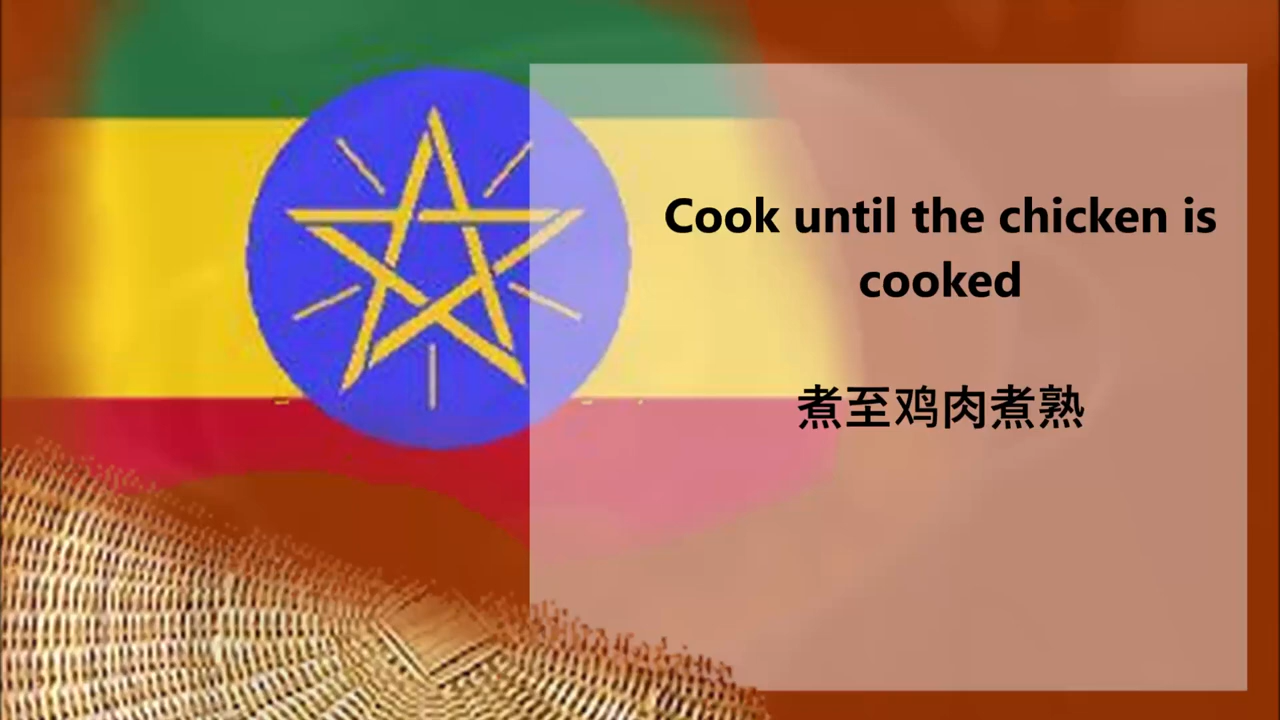 Cook until the chicken is
cooked
煮至鸡肉煮熟